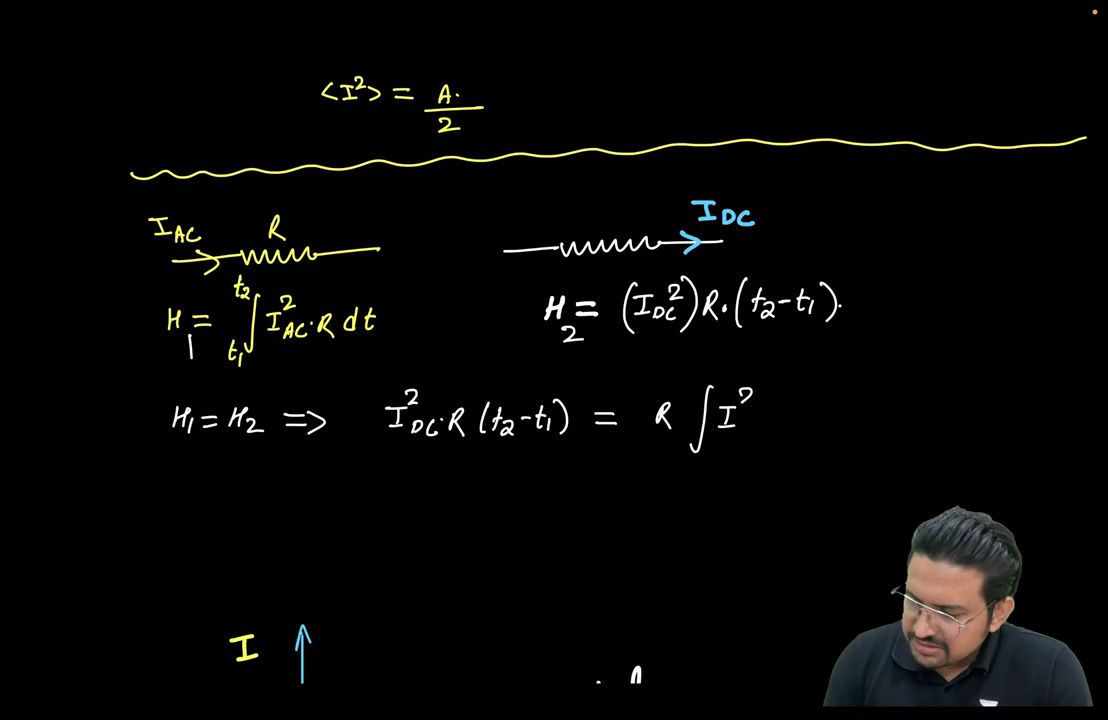 <I²> = A. / 2
I_AC R
I_DC
H₁ = ∫_{t₁}^{t₂} I²_AC · R dt
H₂ = (I_DC²) R · (t₂ - t₁) ·
H₁ = H₂ => I²_DC · R (t₂ - t₁) = R ∫ I²
I